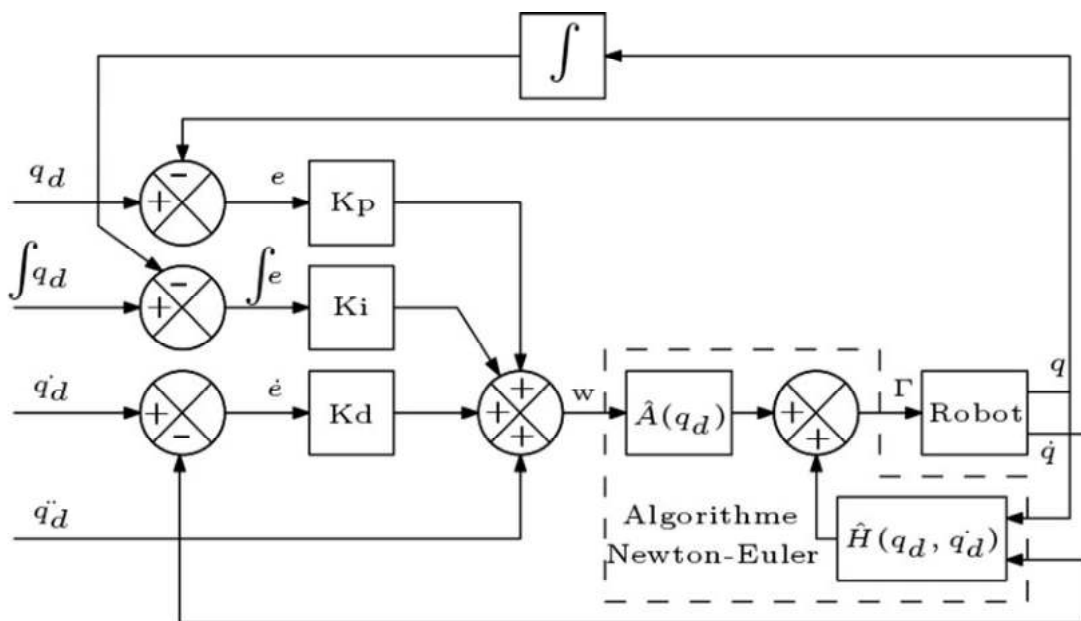 ∫
−
q_d + e Kp
−
∫q_d + ∫e Ki
q̇_d + ė Kd
−
+
+ +
+
w
Â(q_d)
+
+
Γ
Robot
q
q̇
q̈_d
Algorithme
Newton-Euler
Ĥ(q_d, q̇_d)